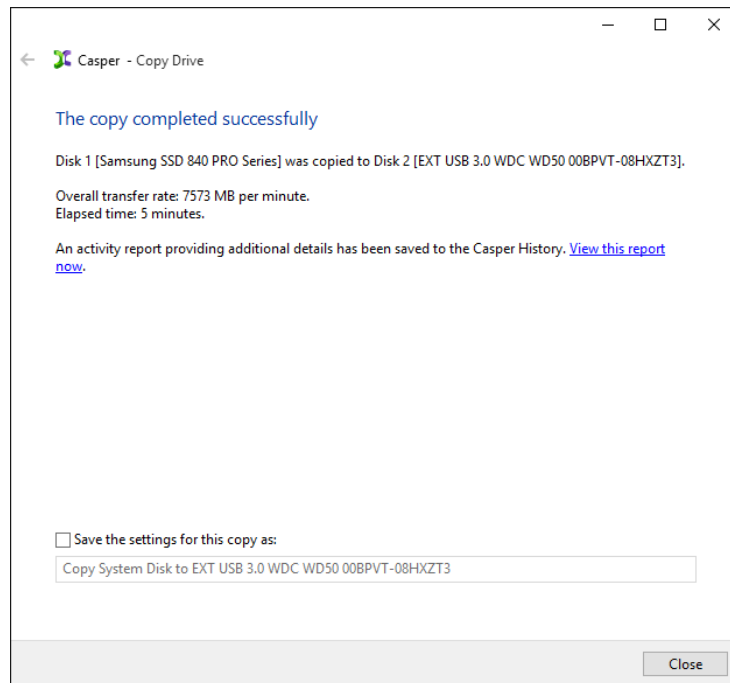 Casper - Copy Drive
The copy completed successfully
Disk 1 [Samsung SSD 840 PRO Series] was copied to Disk 2 [EXT USB 3.0 WDC WD50 00BPVT-08HXZT3].
Overall transfer rate: 7573 MB per minute.
Elapsed time: 5 minutes.
An activity report providing additional details has been saved to the Casper History. View this report
now.
Save the settings for this copy as:
Copy System Disk to EXT USB 3.0 WDC WD50 00BPVT-08HXZT3
Close